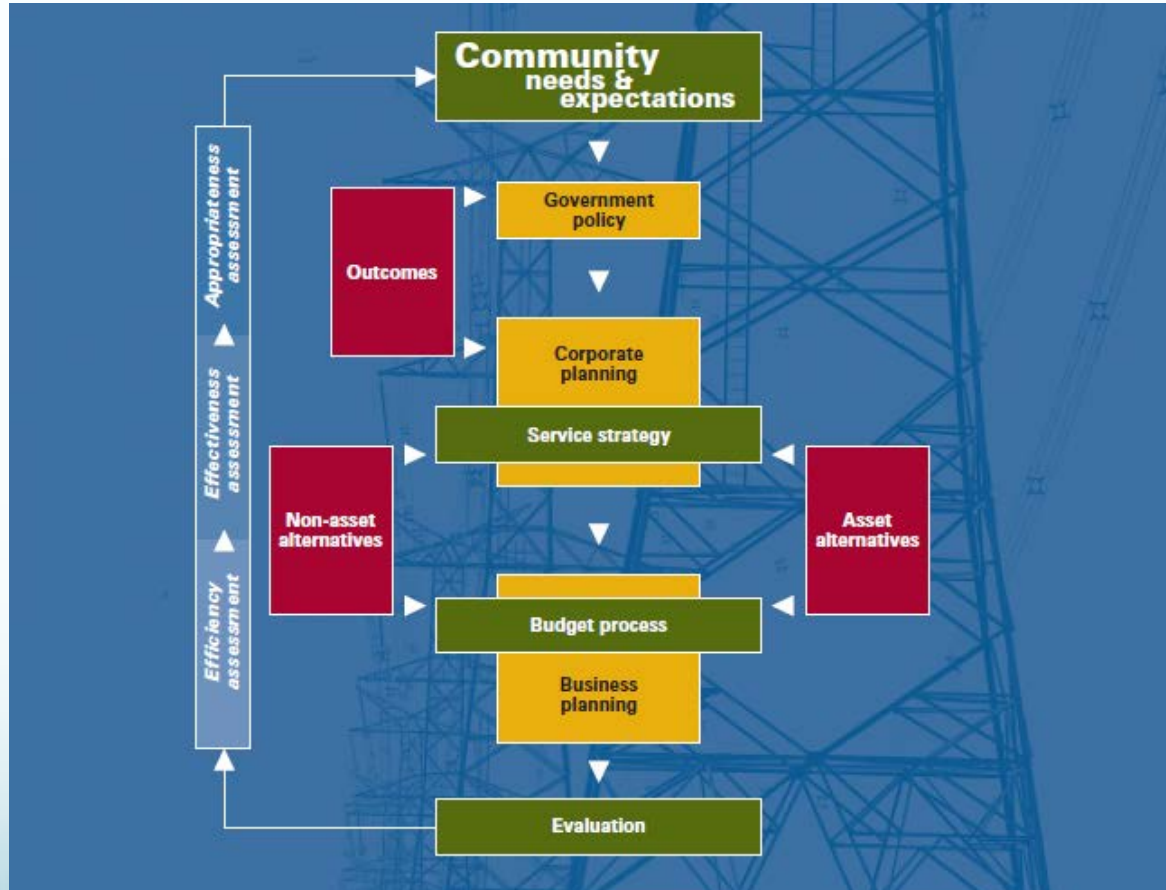 Community
needs &
expectations
Government
policy
Outcomes
Corporate
planning
Service strategy
Non-asset
alternatives
Asset
alternatives
Budget process
Business
planning
Evaluation
Efficiency
assessment
Effectiveness
assessment
Appropriateness
assessment